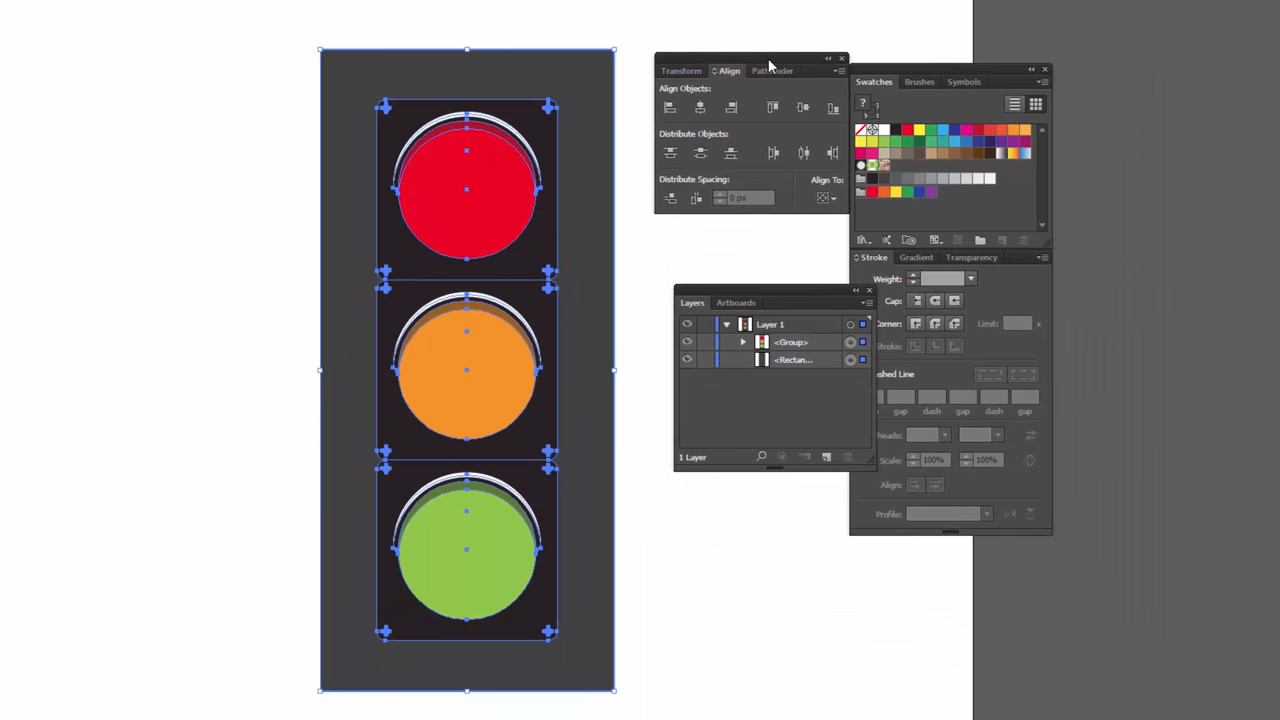 Transform Align Pathfinder
Align Objects:
Distribute Objects:
Distribute Spacing: Align To:
0 px
Swatches Brushes Symbols
?
Stroke Gradient Transparency
Weight:
Cap:
Corner: Limit: x
Stroke:
ashed Line
gap dash gap dash gap
heads:
Scale: 100% 100%
Align:
Profile:
Layers Artboards
Layer 1
<Group>
<Rectan...
1 Layer